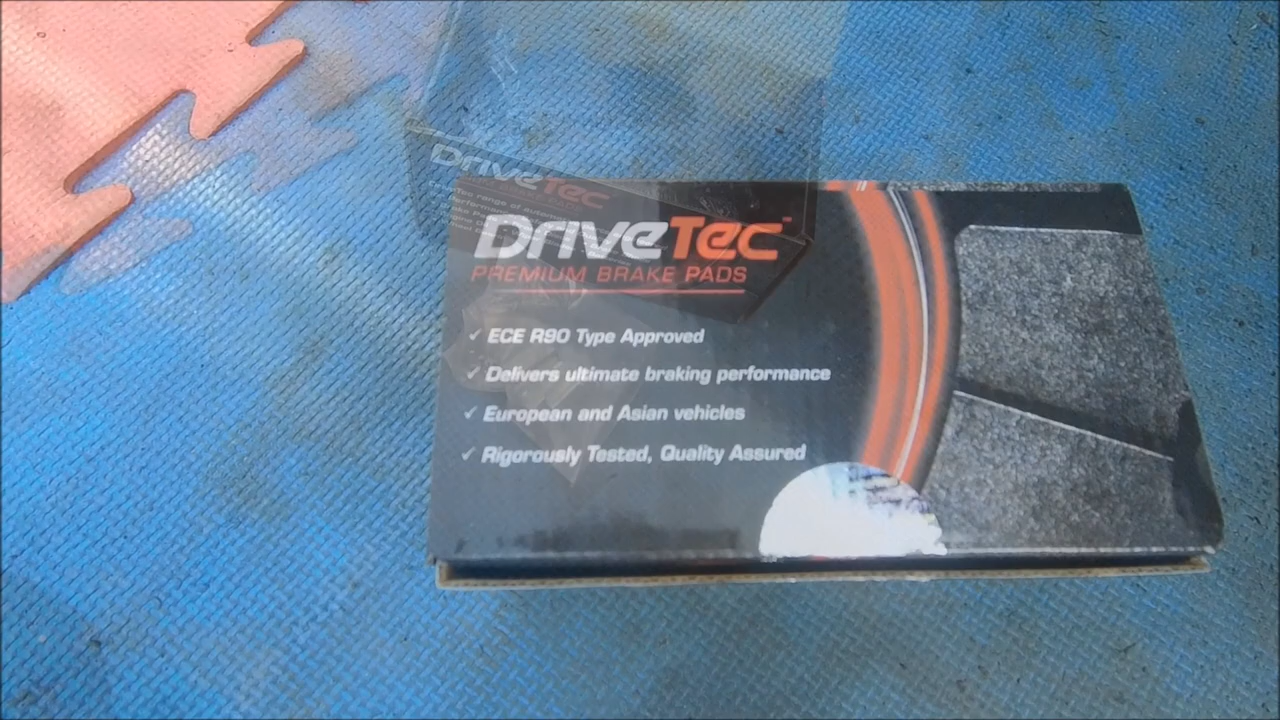 DriveTec
DriveTec™
PREMIUM BRAKE PADS
✓ ECE R90 Type Approved
✓ Delivers ultimate braking performance
✓ European and Asian vehicles
✓ Rigorously Tested, Quality Assured